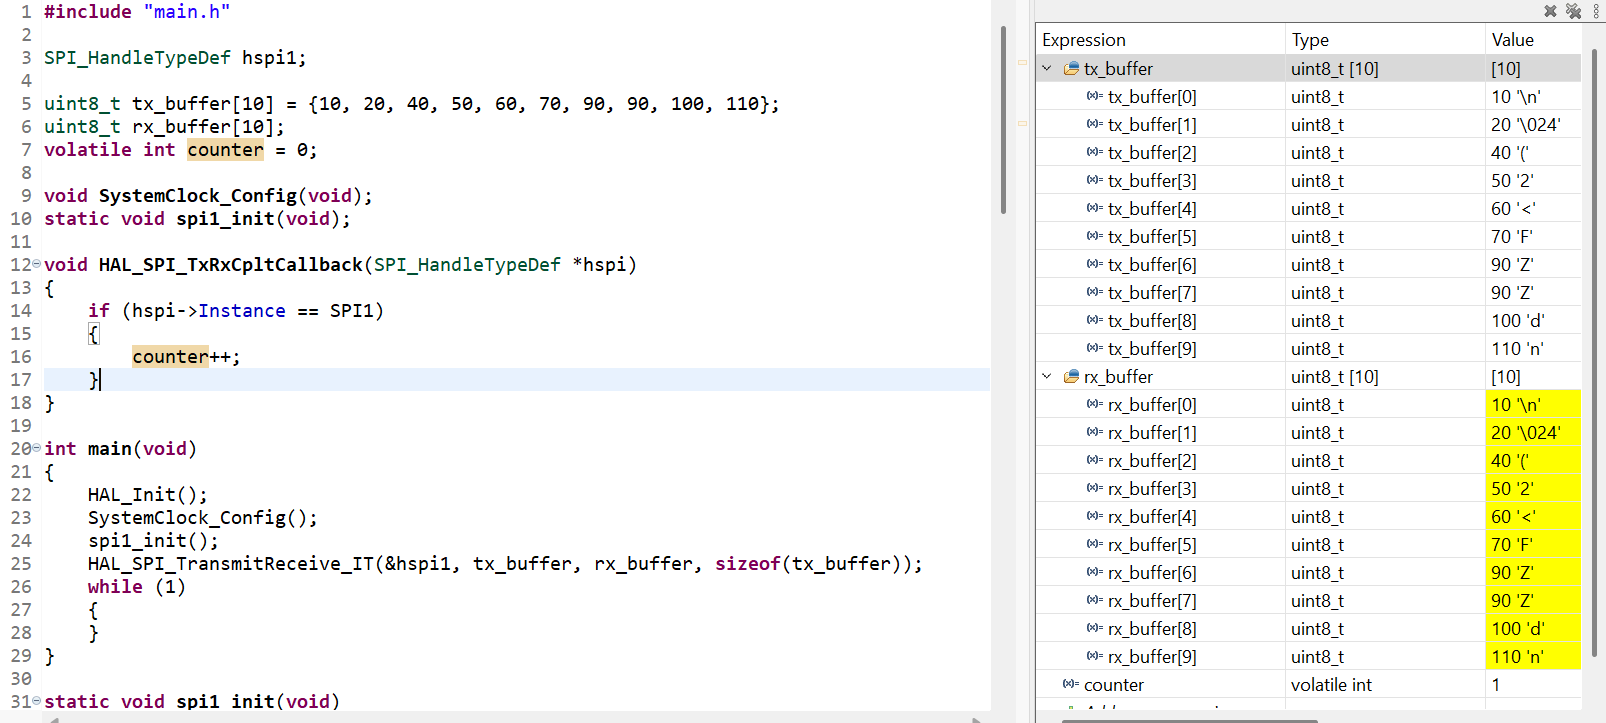 1 #include "main.h"
2
3 SPI_HandleTypeDef hspi1;
4
5 uint8_t tx_buffer[10] = {10, 20, 40, 50, 60, 70, 90, 90, 100, 110};
6 uint8_t rx_buffer[10];
7 volatile int counter = 0;
8
9 void SystemClock_Config(void);
10 static void spi1_init(void);
11
12 void HAL_SPI_TxRxCpltCallback(SPI_HandleTypeDef *hspi)
13 {
14     if (hspi->Instance == SPI1)
15     {
16         counter++;
17     }
18 }
19
20 int main(void)
21 {
22     HAL_Init();
23     SystemClock_Config();
24     spi1_init();
25     HAL_SPI_TransmitReceive_IT(&hspi1, tx_buffer, rx_buffer, sizeof(tx_buffer));
26     while (1)
27     {
28     }
29 }
30
31 static void spi1_init(void)
Expression Type Value
tx_buffer uint8_t [10] [10]
(x)= tx_buffer[0] uint8_t 10 '\n'
(x)= tx_buffer[1] uint8_t 20 '\024'
(x)= tx_buffer[2] uint8_t 40 '('
(x)= tx_buffer[3] uint8_t 50 '2'
(x)= tx_buffer[4] uint8_t 60 '<'
(x)= tx_buffer[5] uint8_t 70 'F'
(x)= tx_buffer[6] uint8_t 90 'Z'
(x)= tx_buffer[7] uint8_t 90 'Z'
(x)= tx_buffer[8] uint8_t 100 'd'
(x)= tx_buffer[9] uint8_t 110 'n'
rx_buffer uint8_t [10] [10]
(x)= rx_buffer[0] uint8_t 10 '\n'
(x)= rx_buffer[1] uint8_t 20 '\024'
(x)= rx_buffer[2] uint8_t 40 '('
(x)= rx_buffer[3] uint8_t 50 '2'
(x)= rx_buffer[4] uint8_t 60 '<'
(x)= rx_buffer[5] uint8_t 70 'F'
(x)= rx_buffer[6] uint8_t 90 'Z'
(x)= rx_buffer[7] uint8_t 90 'Z'
(x)= rx_buffer[8] uint8_t 100 'd'
(x)= rx_buffer[9] uint8_t 110 'n'
(x)= counter volatile int 1